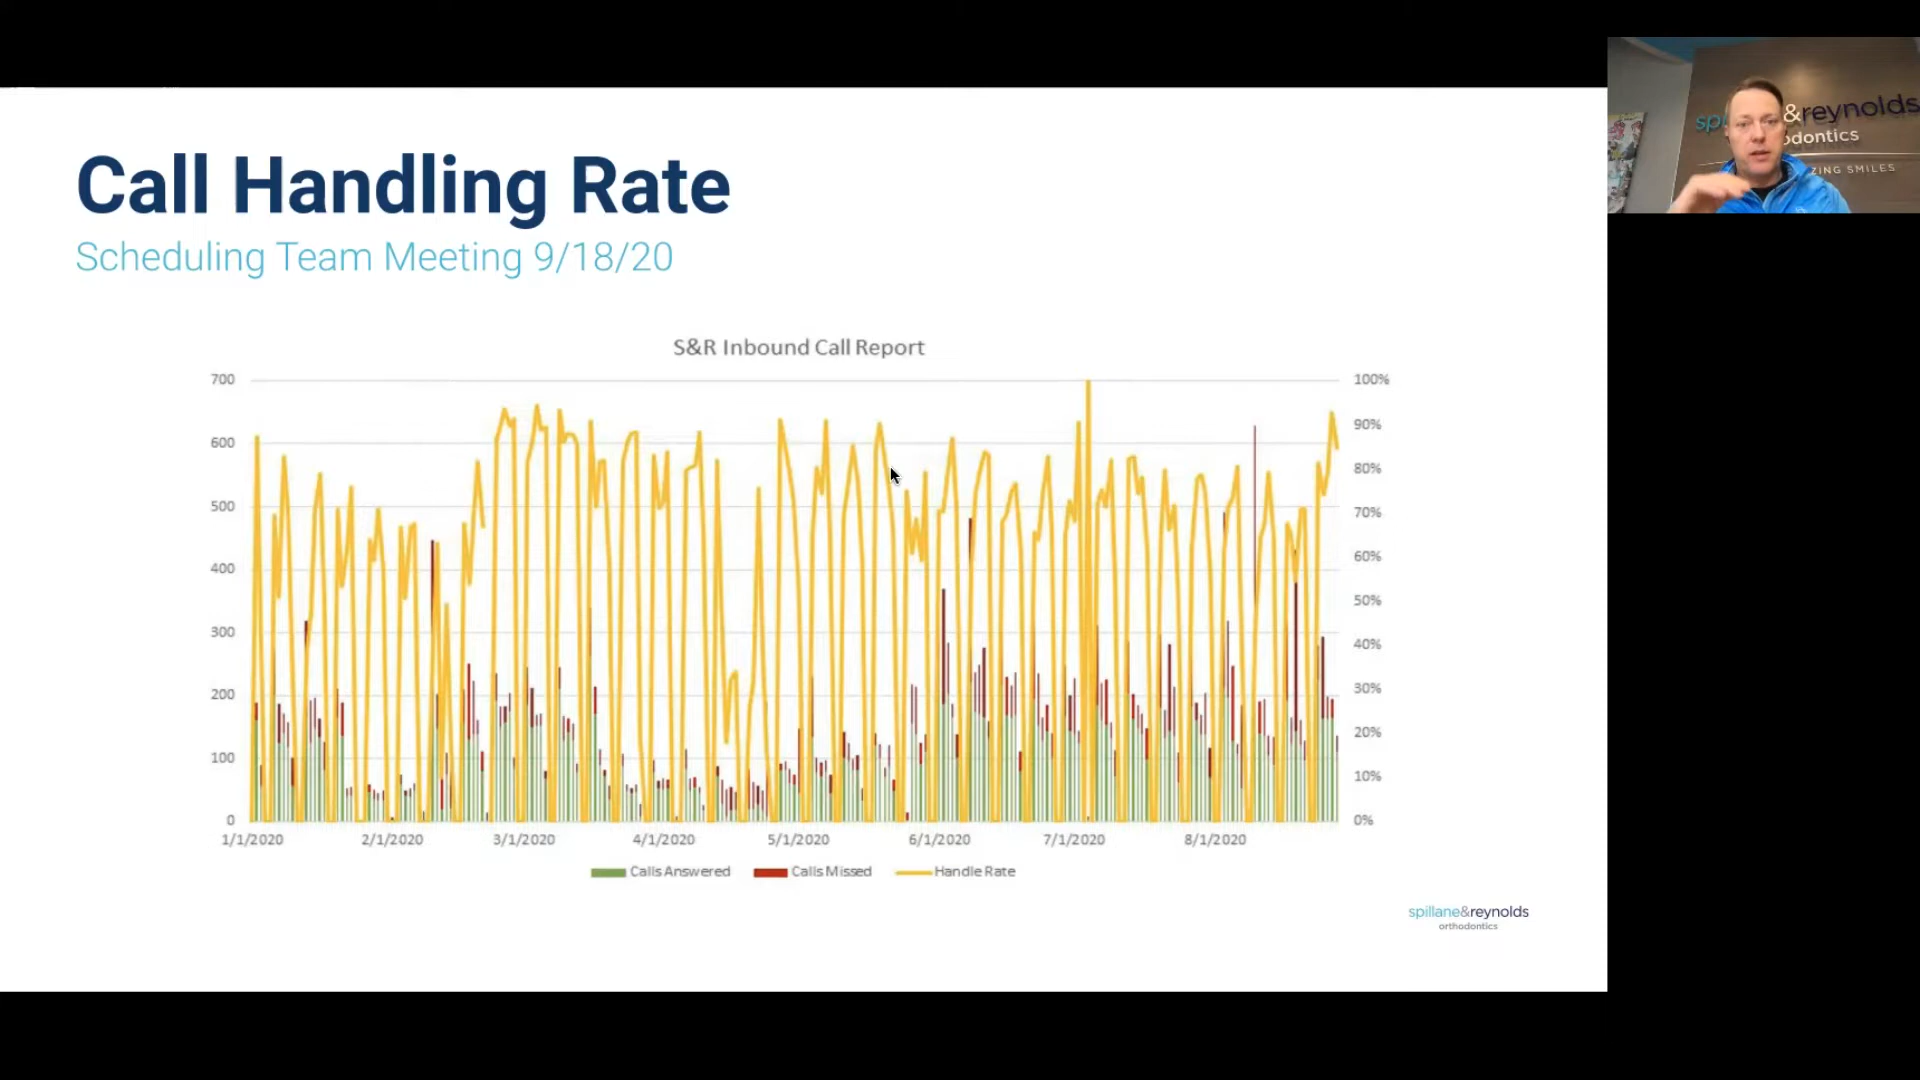 Call Handling Rate
Scheduling Team Meeting 9/18/20
S&R Inbound Call Report
700
600
500
400
300
200
100
0
100%
90%
80%
70%
60%
50%
40%
30%
20%
10%
0%
1/1/2020 2/1/2020 3/1/2020 4/1/2020 5/1/2020 6/1/2020 7/1/2020 8/1/2020
Calls Answered Calls Missed Handle Rate
spillane&reynolds
orthodontics
sp &reynolds
odontics
ZING SMILES